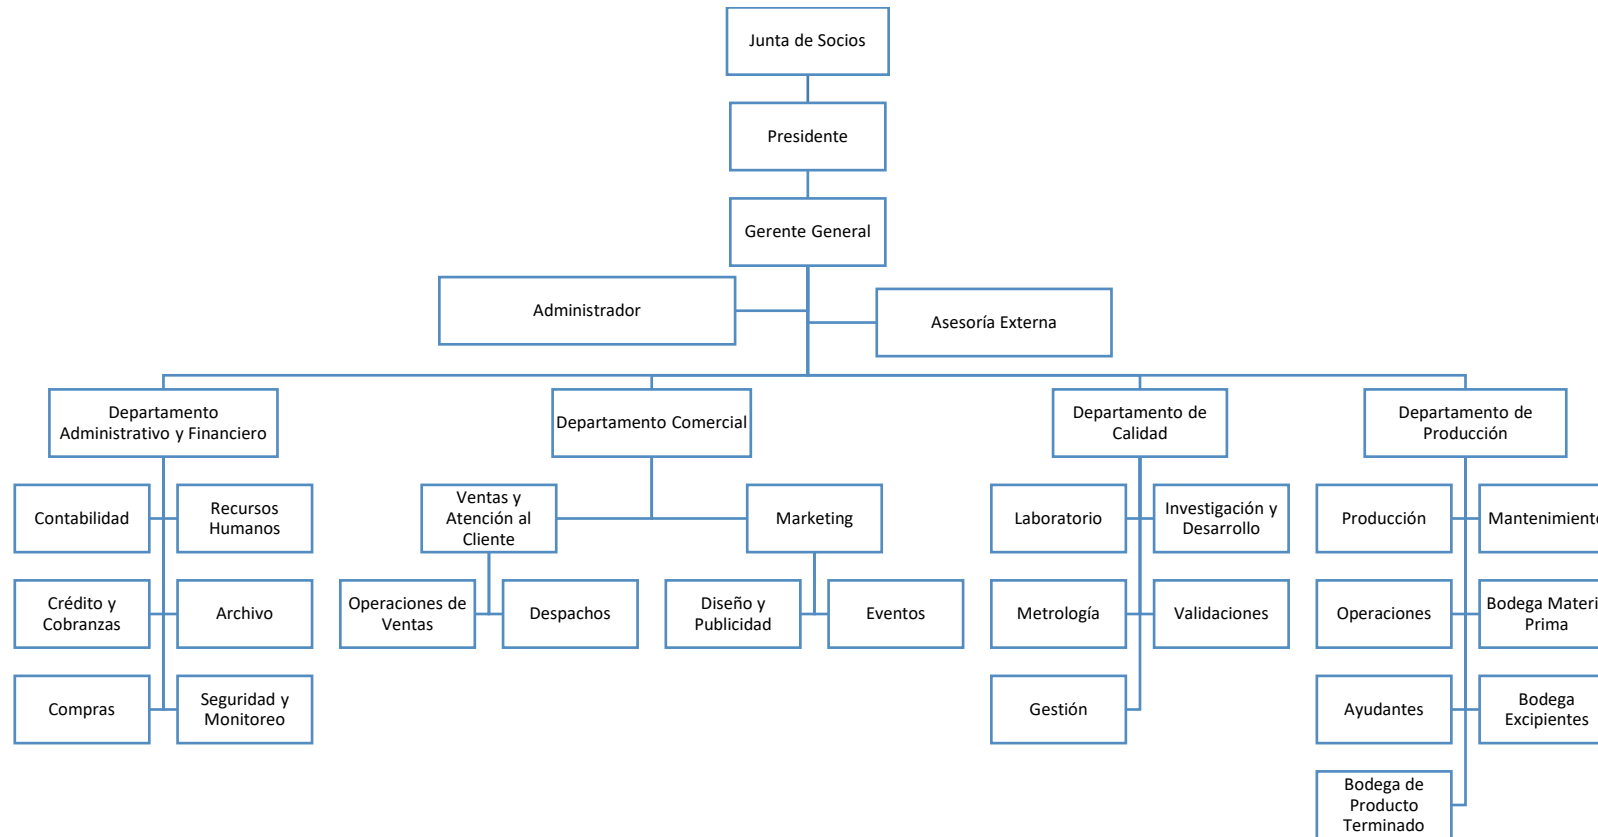 Junta de Socios
Presidente
Gerente General
Administrador
Asesoría Externa
Departamento
Administrativo y Financiero
Departamento Comercial
Departamento de
Calidad
Departamento de
Producción
Contabilidad
Recursos
Humanos
Ventas y
Atención al
Cliente
Marketing
Laboratorio
Investigación y
Desarrollo
Producción
Mantenimiento
Crédito y
Cobranzas
Archivo
Operaciones de
Ventas
Despachos
Diseño y
Publicidad
Eventos
Metrología
Validaciones
Operaciones
Bodega Materi
Prima
Compras
Seguridad y
Monitoreo
Gestión
Ayudantes
Bodega
Excipientes
Bodega de
Producto
Terminado